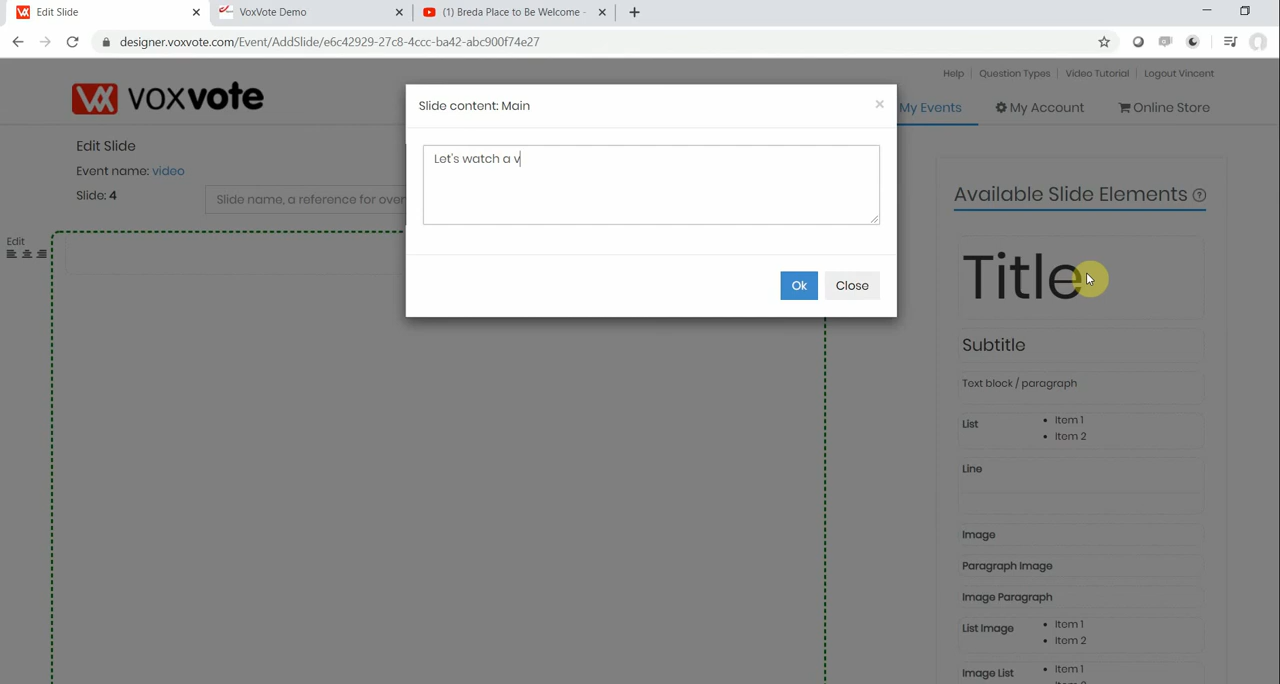 Edit Slide
VoxVote Demo
(1) Breda Place to Be Welcome -
designer.voxvote.com/Event/AddSlide/e6c42929-27c8-4ccc-ba42-abc900f74e27
Help
Question Types
Video Tutorial
Logout Vincent
voxvote
My Events
My Account
Online Store
Slide content: Main
Let's watch a v
Ok
Close
Edit Slide
Event name: video
Slide: 4
Slide name, a reference for over
Edit
Available Slide Elements
Title
Subtitle
Text block / paragraph
List
Item 1
Item 2
Line
Image
Paragraph Image
Image Paragraph
List Image
Item 1
Item 2
Image List
Item 1